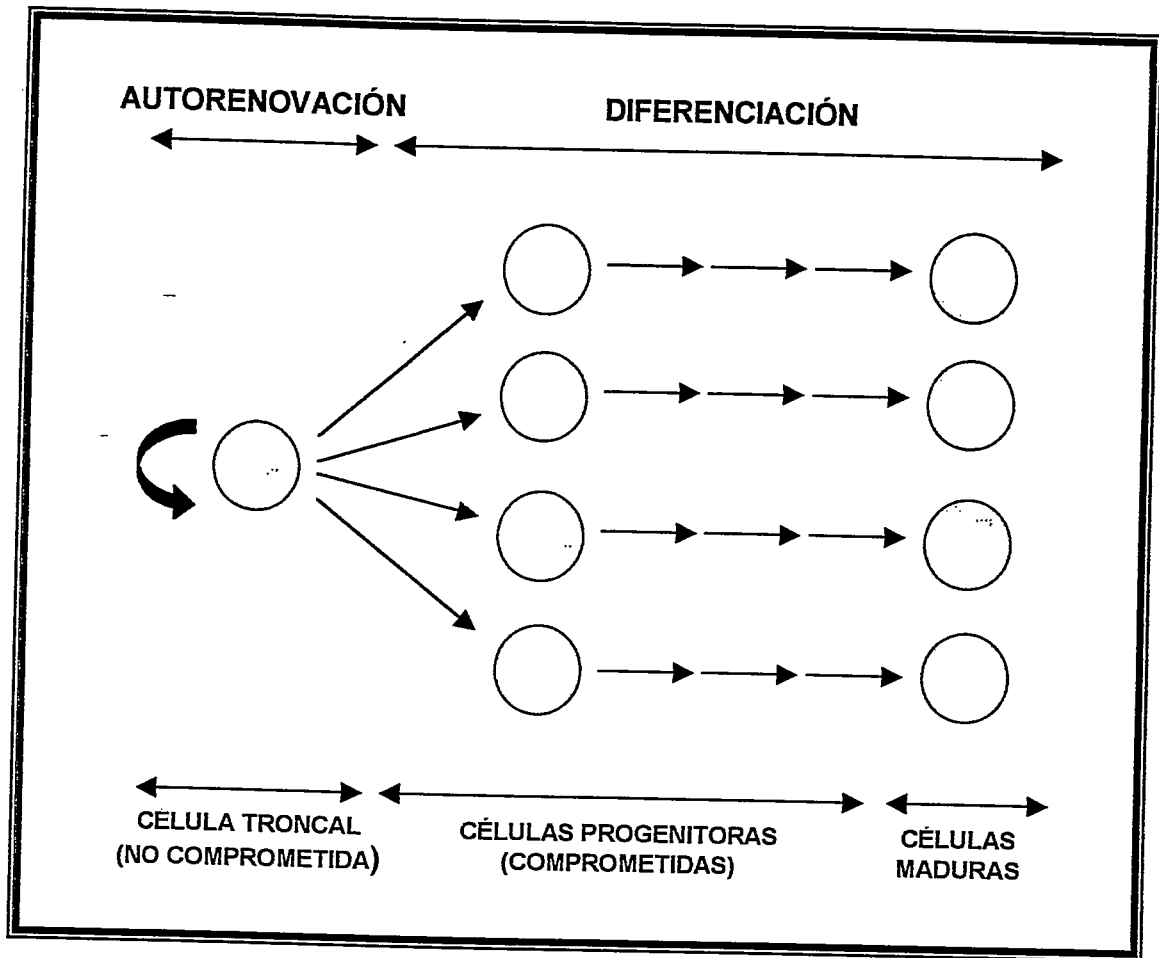 AUTORENOVACIÓN
DIFERENCIACIÓN
CÉLULA TRONCAL
(NO COMPROMETIDA)
CÉLULAS PROGENITORAS
(COMPROMETIDAS)
CÉLULAS
MADURAS